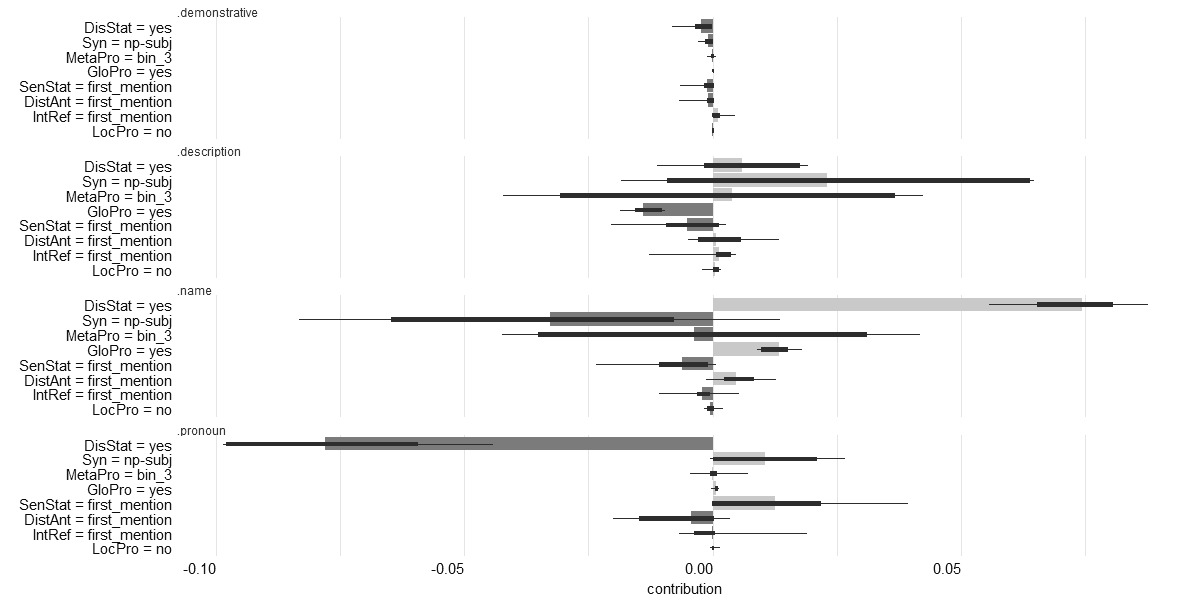 .demonstrative
DisStat = yes
Syn = np-subj
MetaPro = bin_3
GloPro = yes
SenStat = first_mention
DistAnt = first_mention
IntRef = first_mention
LocPro = no
.description
DisStat = yes
Syn = np-subj
MetaPro = bin_3
GloPro = yes
SenStat = first_mention
DistAnt = first_mention
IntRef = first_mention
LocPro = no
.name
DisStat = yes
Syn = np-subj
MetaPro = bin_3
GloPro = yes
SenStat = first_mention
DistAnt = first_mention
IntRef = first_mention
LocPro = no
.pronoun
DisStat = yes
Syn = np-subj
MetaPro = bin_3
GloPro = yes
SenStat = first_mention
DistAnt = first_mention
IntRef = first_mention
LocPro = no
-0.10 -0.05 0.00 0.05
contribution